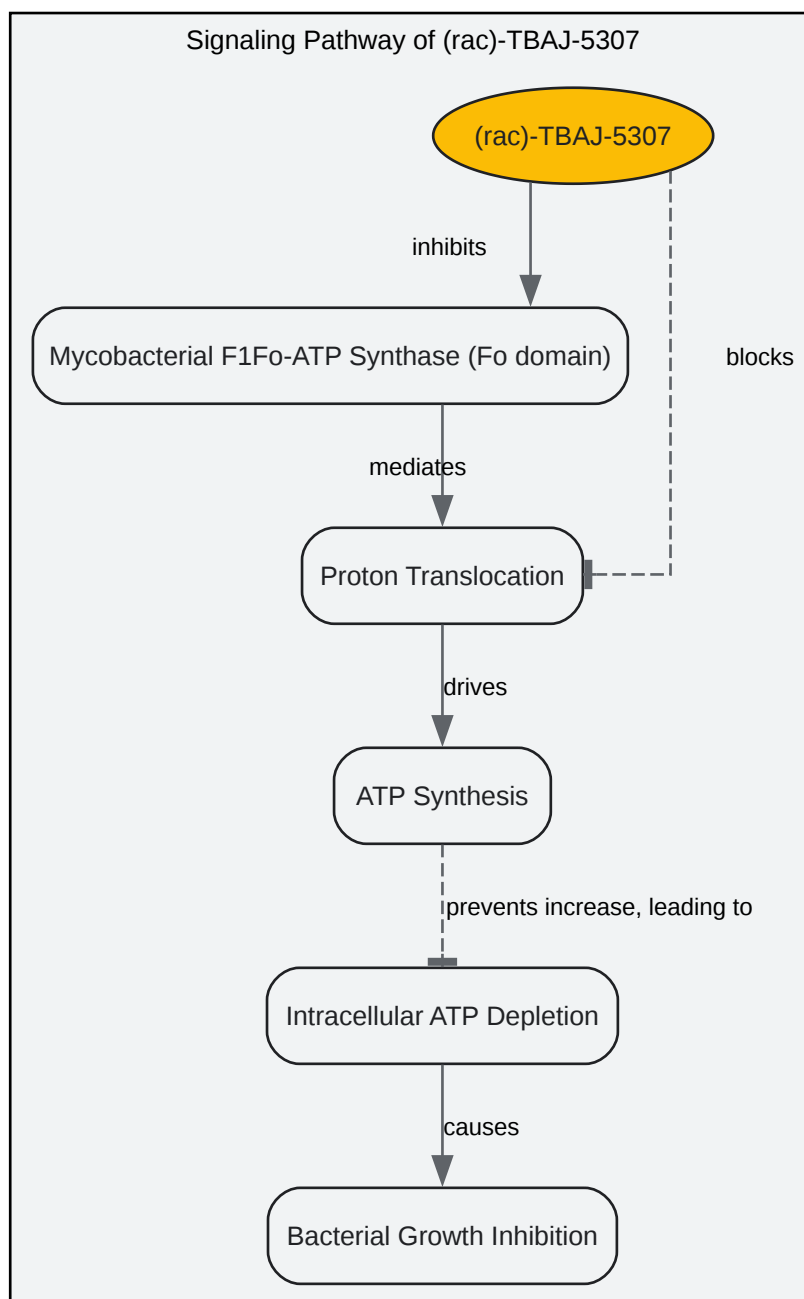 Signaling Pathway of (rac)-TBAJ-5307
(rac)-TBAJ-5307
inhibits
Mycobacterial F1Fo-ATP Synthase (Fo domain)
blocks
mediates
Proton Translocation
drives
ATP Synthesis
prevents increase, leading to
Intracellular ATP Depletion
causes
Bacterial Growth Inhibition